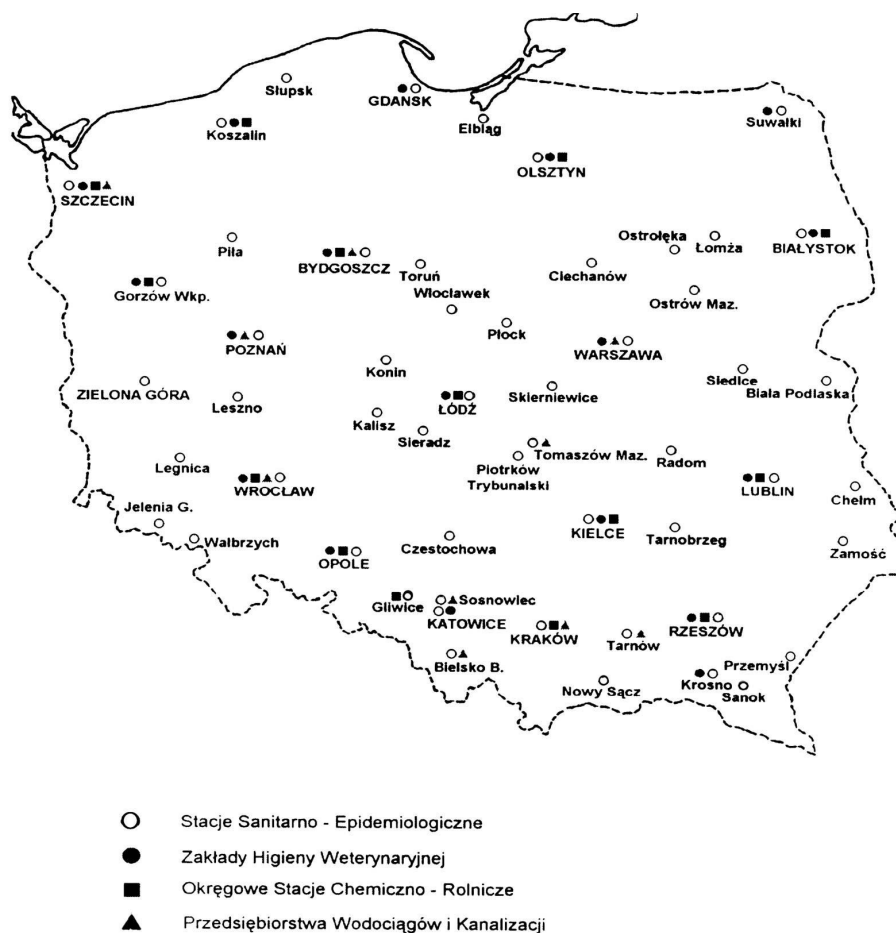 Słupsk
GDANSK
Elbląg
Suwałki
Koszalin
OLSZTYN
SZCZECIN
Ostrołęka
Łomża
BIAŁYSTOK
Piła
BYDGOSZCZ
Toruń
Ciechanów
Gorzów Wkp.
Włocławek
Ostrów Maz.
Płock
POZNAŃ
WARSZAWA
Konin
Siedlce
ZIELONA GÓRA
Leszno
ŁÓDŹ
Skierniewice
Biała Podlaska
Kalisz
Sieradz
Legnica
Tomaszów Maz.
Radom
Piotrków
Trybunalski
WROCŁAW
LUBLIN
Chełm
Jelenia G.
Wałbrzych
Czestochowa
KIELCE
Tarnobrzeg
Zamość
OPOLE
Gliwice
Sosnowiec
KATOWICE
KRAKÓW
Tarnów
RZESZÓW
Bielsko B.
Przemyśl
Nowy Sącz
Krosno
Sanok
Stacje Sanitarno - Epidemiologiczne
Zakłady Higieny Weterynaryjnej
Okręgowe Stacje Chemiczno - Rolnicze
Przedsiębiorstwa Wodociągów i Kanalizacji